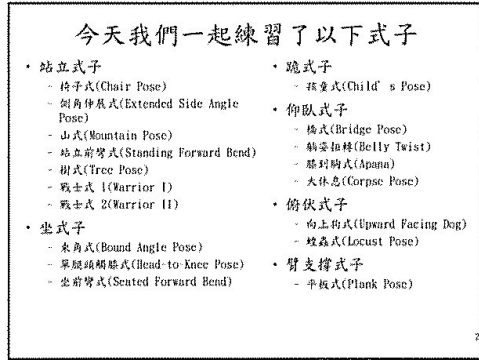 今天我們一起練習了以下式子
• 站立式子
– 椅子式(Chair Pose)
– 側角伸展式(Extended Side Angle
Pose)
– 山式(Mountain Pose)
– 站立前彎式(Standing Forward Bend)
– 樹式(Tree Pose)
– 戰士式 1(Warrior I)
– 戰士式 2(Warrior II)
• 坐式子
– 束角式(Bound Angle Pose)
– 單腿頭觸膝式(Head-to-Knee Pose)
– 坐前彎式(Seated Forward Bend)
• 跪式子
– 孩童式(Child's Pose)
• 仰臥式子
– 橋式(Bridge Pose)
– 躺姿扭轉(Belly Twist)
– 膝到胸式(Apana)
– 大休息(Corpse Pose)
• 俯伏式子
– 向上狗式(Upward Facing Dog)
– 蝗蟲式(Locust Pose)
• 臂支撐式子
– 平板式(Plank Pose)
2